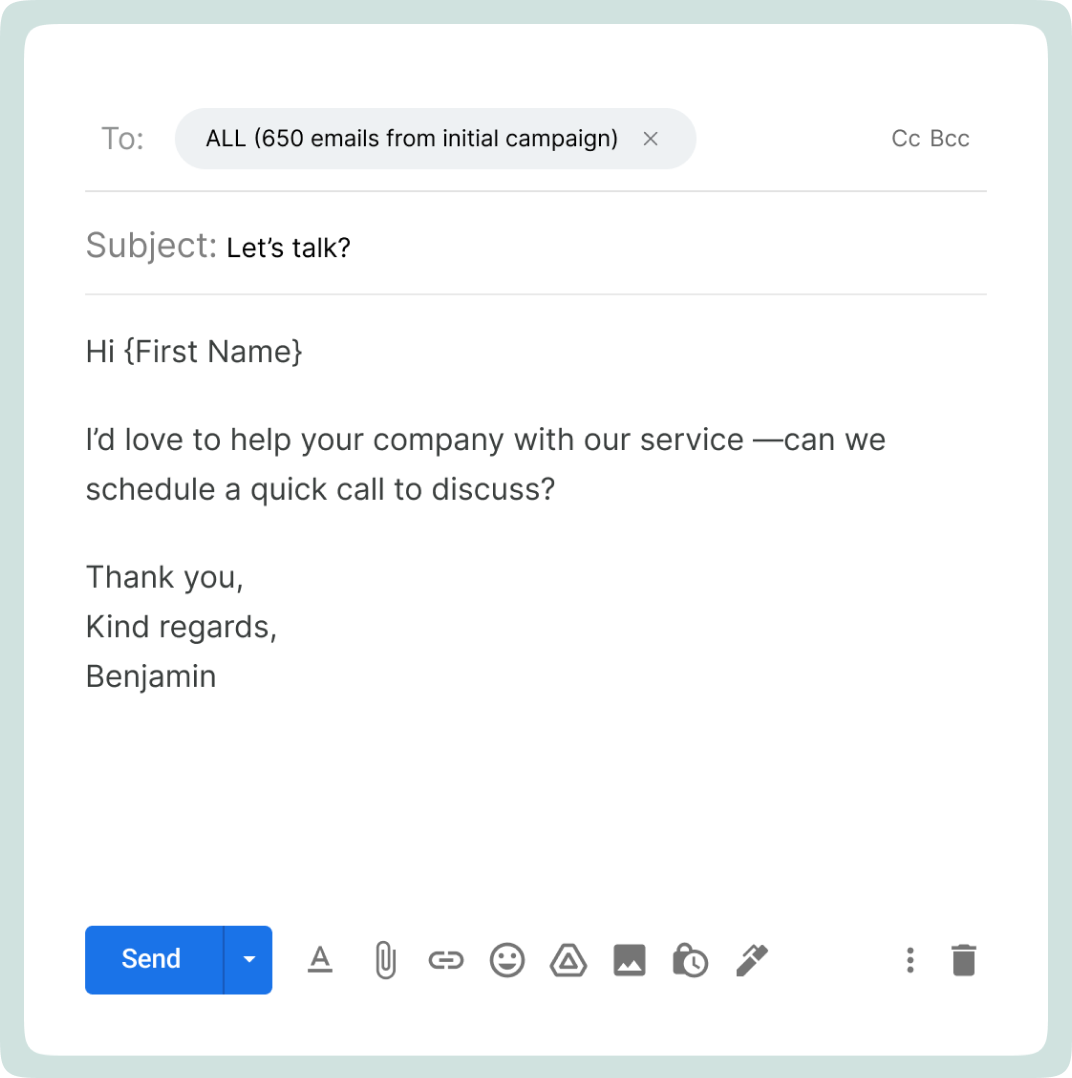 To: ALL (650 emails from initial campaign) × Cc Bcc
Subject: Let’s talk?
Hi {First Name}
I’d love to help your company with our service —can we
schedule a quick call to discuss?
Thank you,
Kind regards,
Benjamin
Send A